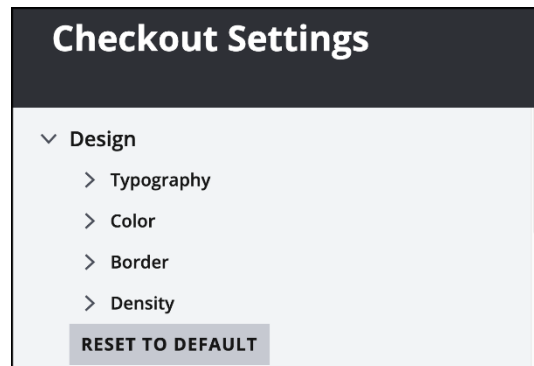 Checkout Settings
Design
Typography
Color
Border
Density
RESET TO DEFAULT